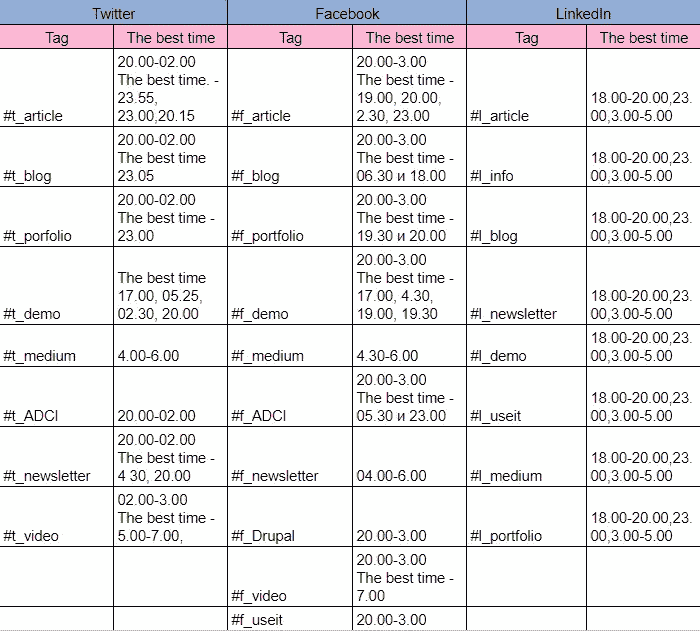 Twitter Facebook LinkedIn
Tag The best time Tag The best time Tag The best time
#t_article
20.00-02.00
The best time. -
23.55,
23.00,20.15
#f_article
20.00-3.00
The best time -
19.00, 20.00,
2.30, 23.00
#l_article
18.00-20.00,23.
00,3.00-5.00
#t_blog
20.00-02.00
The best time
23.05
#f_blog
20.00-3.00
The best time -
06.30 и 18.00
#l_info
18.00-20.00,23.
00,3.00-5.00
#t_porfolio
20.00-02.00
The best time -
23.00
#f_portfolio
20.00-3.00
The best time -
19.30 и 20.00
#l_blog
18.00-20.00,23.
00,3.00-5.00
#t_demo
The best time
17.00, 05.25,
02.30, 20.00
#f_demo
20.00-3.00
The best time -
17.00, 4.30,
19.00, 19.30
#l_newsletter
18.00-20.00,23.
00,3.00-5.00
#t_medium
4.00-6.00
#f_medium
4.30-6.00
#l_demo
18.00-20.00,23.
00,3.00-5.00
#t_ADCI
20.00-02.00
#f_ADCI
20.00-3.00
The best time -
05.30 и 23.00
#l_useit
18.00-20.00,23.
00,3.00-5.00
#t_newsletter
20.00-02.00
The best time -
4 30, 20.00
#f_newsletter
04.00-6.00
#l_medium
18.00-20.00,23.
00,3.00-5.00
#t_video
02.00-3.00
The best time -
5.00-7.00,
#f_Drupal
20.00-3.00
#l_portfolio
18.00-20.00,23.
00,3.00-5.00
#f_video
20.00-3.00
The best time -
7.00
#f_useit
20.00-3.00